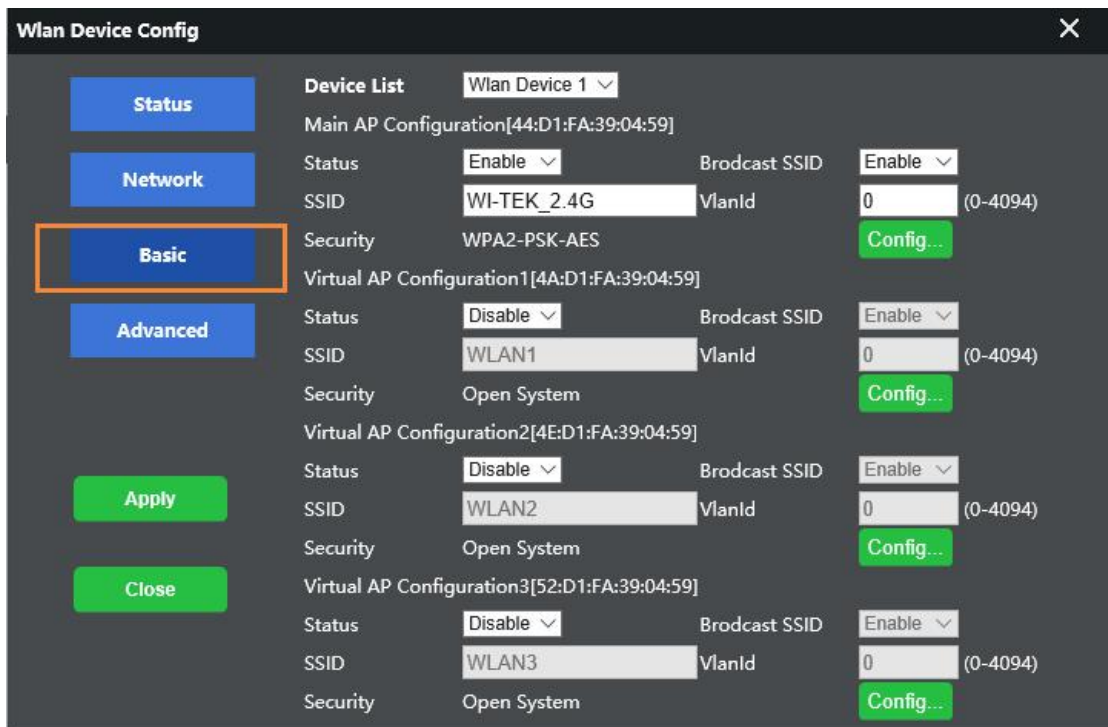 Wlan Device Config
Status
Network
Basic
Advanced
Apply
Close
Device List Wlan Device 1
Main AP Configuration[44:D1:FA:39:04:59]
Status Enable Brodcast SSID Enable
SSID WI-TEK_2.4G VlanId 0 (0-4094)
Security WPA2-PSK-AES Config...
Virtual AP Configuration1[4A:D1:FA:39:04:59]
Status Disable Brodcast SSID Enable
SSID WLAN1 VlanId 0 (0-4094)
Security Open System Config...
Virtual AP Configuration2[4E:D1:FA:39:04:59]
Status Disable Brodcast SSID Enable
SSID WLAN2 VlanId 0 (0-4094)
Security Open System Config...
Virtual AP Configuration3[52:D1:FA:39:04:59]
Status Disable Brodcast SSID Enable
SSID WLAN3 VlanId 0 (0-4094)
Security Open System Config...